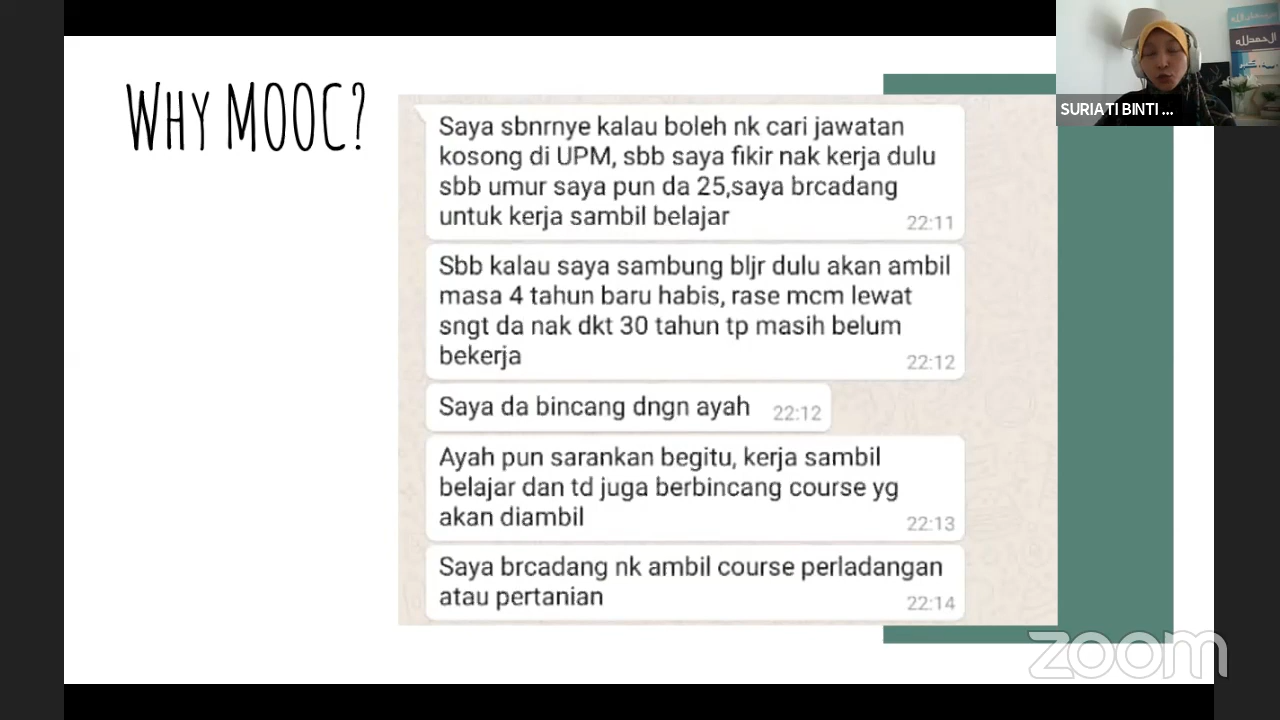 WHY MOOC?
Saya sbnrnye kalau boleh nk cari jawatan
kosong di UPM, sbb saya fikir nak kerja dulu
sbb umur saya pun da 25,saya brcadang
untuk kerja sambil belajar
22:11
Sbb kalau saya sambung bljr dulu akan ambil
masa 4 tahun baru habis, rase mcm lewat
sngt da nak dkt 30 tahun tp masih belum
bekerja
22:12
Saya da bincang dngn ayah
22:12
Ayah pun sarankan begitu, kerja sambil
belajar dan td juga berbincang course yg
akan diambil
22:13
Saya brcadang nk ambil course perladangan
atau pertanian
22:14
SURIATI BINTI ...
الحمدلله
zoom